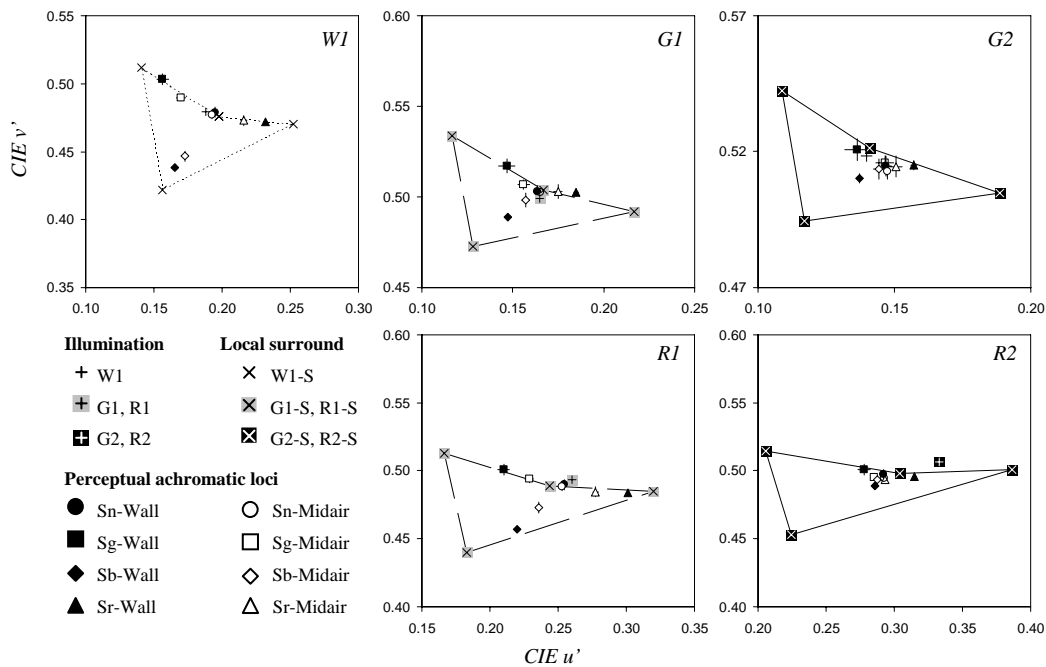 W1
0.55
0.50
0.45
0.40
0.35
0.10 0.15 0.20 0.25 0.30
CIE v’
G1
0.60
0.55
0.50
0.45
0.10 0.15 0.20 0.25
G2
0.57
0.52
0.47
0.10 0.15 0.20
Illumination
W1
G1, R1
G2, R2
Local surround
W1-S
G1-S, R1-S
G2-S, R2-S
Perceptual achromatic loci
Sn-Wall
Sg-Wall
Sb-Wall
Sr-Wall
Sn-Midair
Sg-Midair
Sb-Midair
Sr-Midair
R1
0.60
0.55
0.50
0.45
0.40
0.15 0.20 0.25 0.30 0.35
R2
0.60
0.55
0.50
0.45
0.40
0.20 0.25 0.30 0.35 0.40
CIE u’